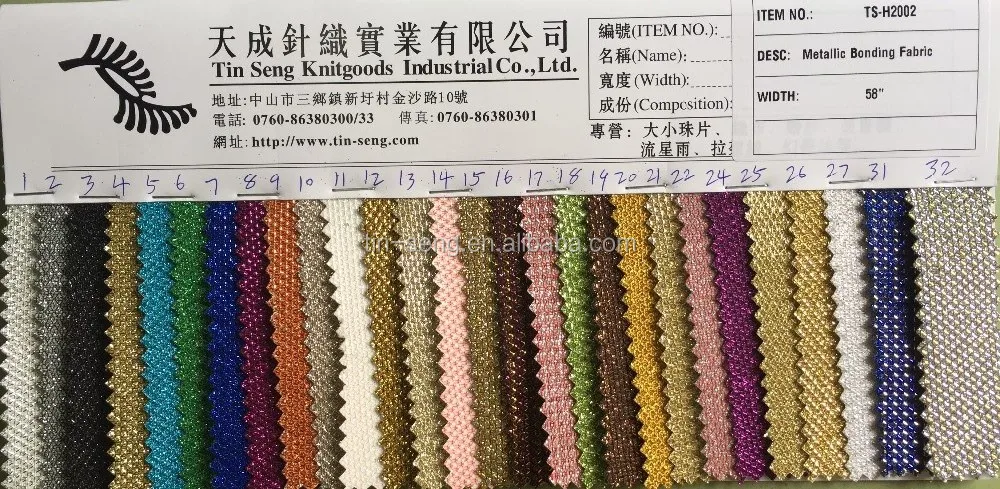 天成針織實業有限公司
Tin Seng Knitgoods Industrial Co., Ltd.
地址:中山市三鄉鎮新圩村金沙路10號
電話: 0760-86380300/33 傳真:0760-86380301
網址:http://www.tin-seng.com
編號(ITEM NO.):
名稱(Name):
寬度(Width):
成份(Compcsition):
專營: 大小珠片、
流星雨、拉
ITEM NO.: TS-H2002
DESC: Metallic Bonding Fabric
WIDTH: 58"
1 2 3 4 5 6 7 8 9 10 11 12 13 14 15 16 17 18 19 20 21 22 24 25 26 27 31 32
tin-seng.en.alibaba.com